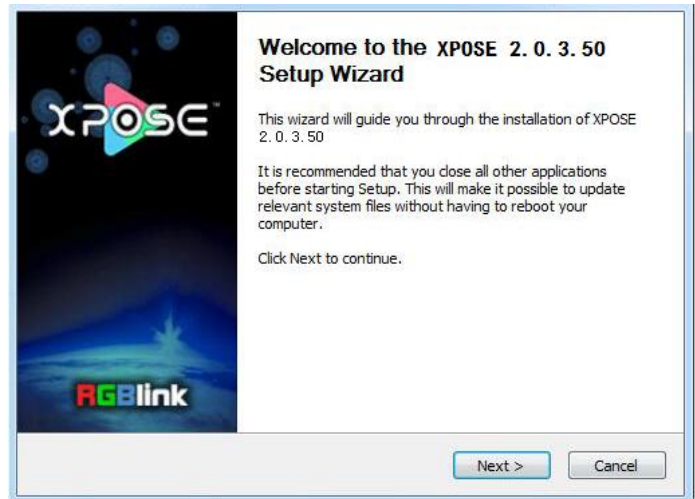 XPOSE™
RGBlink
Welcome to the XPOSE 2.0.3.50
Setup Wizard
This wizard will guide you through the installation of XPOSE
2.0.3.50
It is recommended that you close all other applications
before starting Setup. This will make it possible to update
relevant system files without having to reboot your
computer.
Click Next to continue.
Next >
Cancel